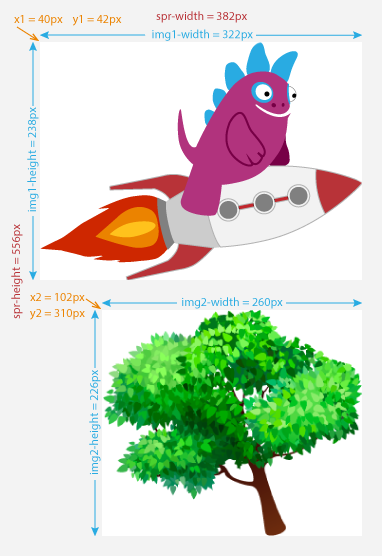 spr-width = 382px
x1 = 40px y1 = 42px
img1-width = 322px
img1-height = 238px
spr-height = 556px
x2 = 102px
y2 = 310px
img2-width = 260px
img2-height = 226px